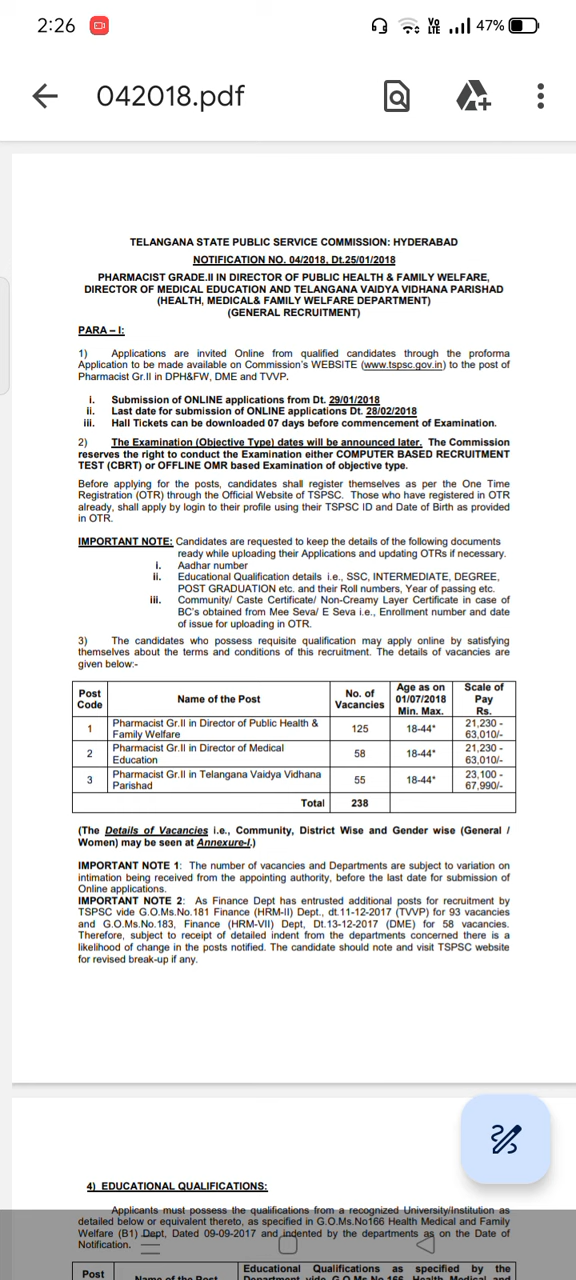 2:26
Vo
LTE
47%
042018.pdf
TELANGANA STATE PUBLIC SERVICE COMMISSION: HYDERABAD
NOTIFICATION NO. 04/2018, Dt.25/01/2018
PHARMACIST GRADE.II IN DIRECTOR OF PUBLIC HEALTH & FAMILY WELFARE,
DIRECTOR OF MEDICAL EDUCATION AND TELANGANA VAIDYA VIDHANA PARISHAD
(HEALTH, MEDICAL& FAMILY WELFARE DEPARTMENT)
(GENERAL RECRUITMENT)
PARA – I:
1) Applications are invited Online from qualified candidates through the proforma
Application to be made available on Commission's WEBSITE (www.tspsc.gov.in) to the post of
Pharmacist Gr.II in DPH&FW, DME and TVVP.
i. Submission of ONLINE applications from Dt. 29/01/2018
ii. Last date for submission of ONLINE applications Dt. 28/02/2018
iii. Hall Tickets can be downloaded 07 days before commencement of Examination.
2) The Examination (Objective Type) dates will be announced later. The Commission
reserves the right to conduct the Examination either COMPUTER BASED RECRUITMENT
TEST (CBRT) or OFFLINE OMR based Examination of objective type.
Before applying for the posts, candidates shall register themselves as per the One Time
Registration (OTR) through the Official Website of TSPSC. Those who have registered in OTR
already, shall apply by login to their profile using their TSPSC ID and Date of Birth as provided
in OTR.
IMPORTANT NOTE: Candidates are requested to keep the details of the following documents
ready while uploading their Applications and updating OTRs if necessary.
i. Aadhar number
ii. Educational Qualification details i.e., SSC, INTERMEDIATE, DEGREE,
POST GRADUATION etc. and their Roll numbers, Year of passing etc.
iii. Community/ Caste Certificate/ Non-Creamy Layer Certificate in case of
BC's obtained from Mee Seva/ E Seva i.e., Enrollment number and date
of issue for uploading in OTR.
3) The candidates who possess requisite qualification may apply online by satisfying
themselves about the terms and conditions of this recruitment. The details of vacancies are
given below:-
Post Code Name of the Post No. of Vacancies Age as on 01/07/2018 Min. Max. Scale of Pay Rs.
1 Pharmacist Gr.II in Director of Public Health & Family Welfare 125 18-44* 21,230 - 63,010/-
2 Pharmacist Gr.II in Director of Medical Education 58 18-44* 21,230 - 63,010/-
3 Pharmacist Gr.II in Telangana Vaidya Vidhana Parishad 55 18-44* 23,100 - 67,990/-
Total 238
(The Details of Vacancies i.e., Community, District Wise and Gender wise (General /
Women) may be seen at Annexure-I.)
IMPORTANT NOTE 1: The number of vacancies and Departments are subject to variation on
intimation being received from the appointing authority, before the last date for submission of
Online applications.
IMPORTANT NOTE 2: As Finance Dept has entrusted additional posts for recruitment by
TSPSC vide G.O.Ms.No.181 Finance (HRM-II) Dept., dt.11-12-2017 (TVVP) for 93 vacancies
and G.O.Ms.No.183, Finance (HRM-VII) Dept, Dt.13-12-2017 (DME) for 58 vacancies.
Therefore, subject to receipt of detailed indent from the departments concerned there is a
likelihood of change in the posts notified. The candidate should note and visit TSPSC website
for revised break-up if any.
4) EDUCATIONAL QUALIFICATIONS:
Applicants must possess the qualifications from a recognized University/Institution as
detailed below or equivalent thereto, as specified in G.O.Ms.No166 Health Medical and Family
Welfare (B1) Dept, Dated 09-09-2017 and indented by the departments as on the Date of
Notification.
Post Educational Qualifications as specified by the
Name of the Post Department vide G.O.Ms.No.166, Health, Medical and